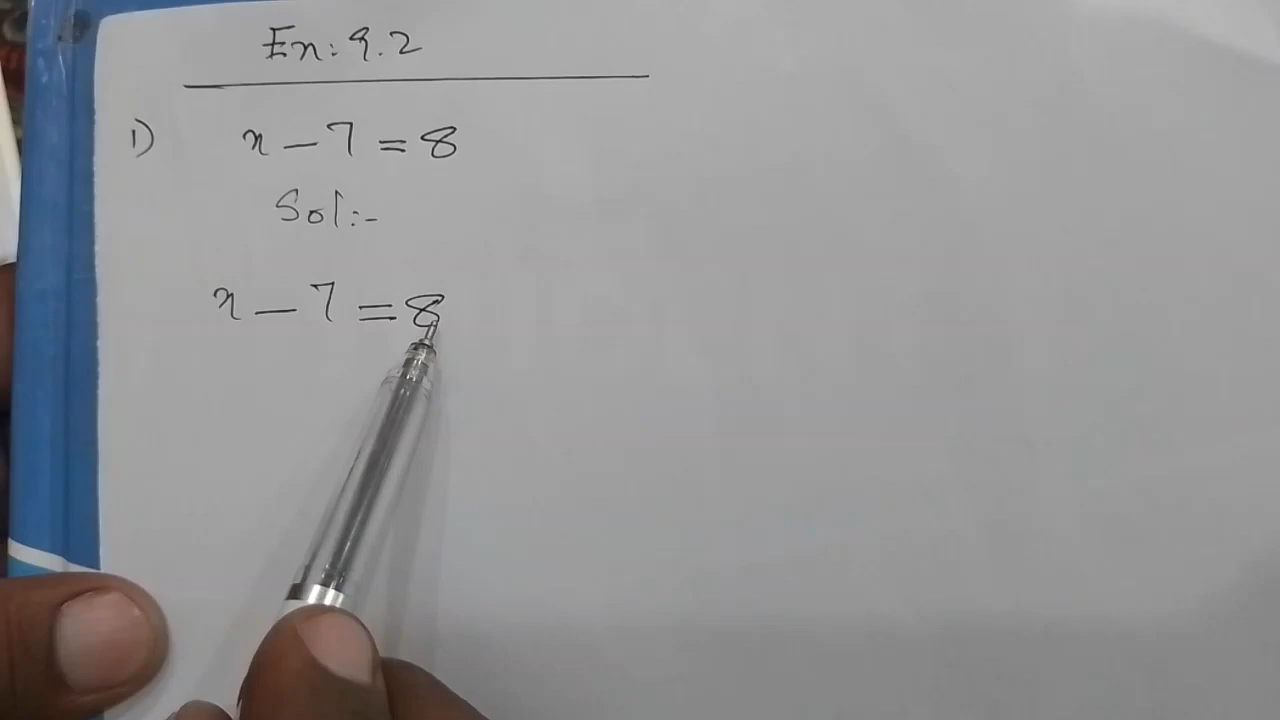 Ex: 9.2
1) x - 7 = 8
Sol:-
x - 7 = 8